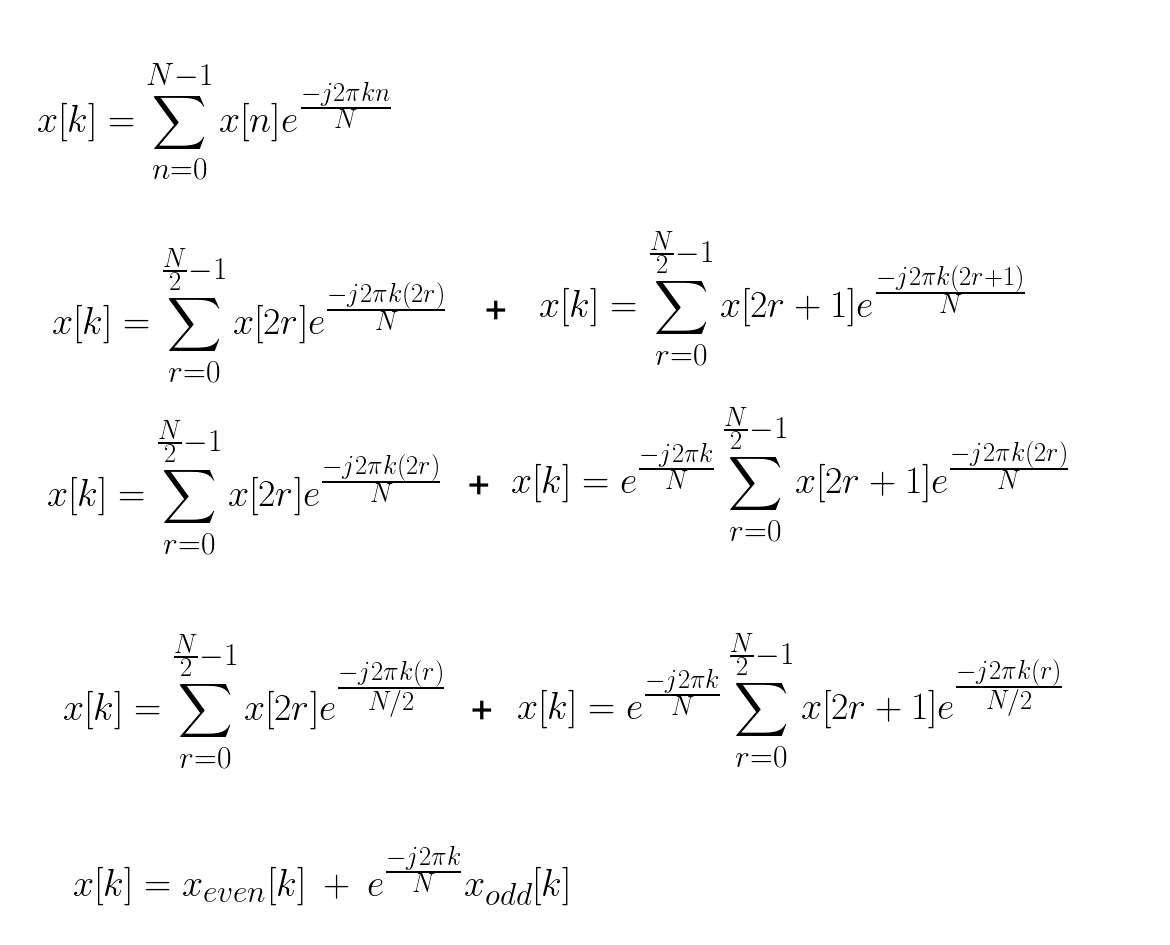 $x[k] = \sum_{n=0}^{N-1} x[n]e^{\frac{-j2\pi kn}{N}}$
$x[k] = \sum_{r=0}^{\frac{N}{2}-1} x[2r]e^{\frac{-j2\pi k(2r)}{N}}$ + $x[k] = \sum_{r=0}^{\frac{N}{2}-1} x[2r+1]e^{\frac{-j2\pi k(2r+1)}{N}}$
$x[k] = \sum_{r=0}^{\frac{N}{2}-1} x[2r]e^{\frac{-j2\pi k(2r)}{N}}$ + $x[k] = e^{\frac{-j2\pi k}{N}} \sum_{r=0}^{\frac{N}{2}-1} x[2r+1]e^{\frac{-j2\pi k(2r)}{N}}$
$x[k] = \sum_{r=0}^{\frac{N}{2}-1} x[2r]e^{\frac{-j2\pi k(r)}{N/2}}$ + $x[k] = e^{\frac{-j2\pi k}{N}} \sum_{r=0}^{\frac{N}{2}-1} x[2r+1]e^{\frac{-j2\pi k(r)}{N/2}}$
$x[k] = x_{even}[k] + e^{\frac{-j2\pi k}{N}} x_{odd}[k]$